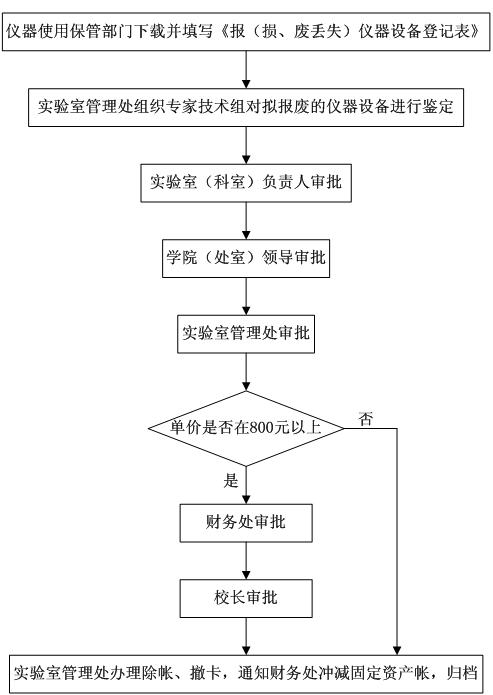 仪器使用保管部门下载并填写《报（损、废丢失）仪器设备登记表》
实验室管理处组织专家技术组对拟报废的仪器设备进行鉴定
实验室（科室）负责人审批
学院（处室）领导审批
实验室管理处审批
单价是否在800元以上
否
是
财务处审批
校长审批
实验室管理处办理除帐、撤卡，通知财务处冲减固定资产帐，归档